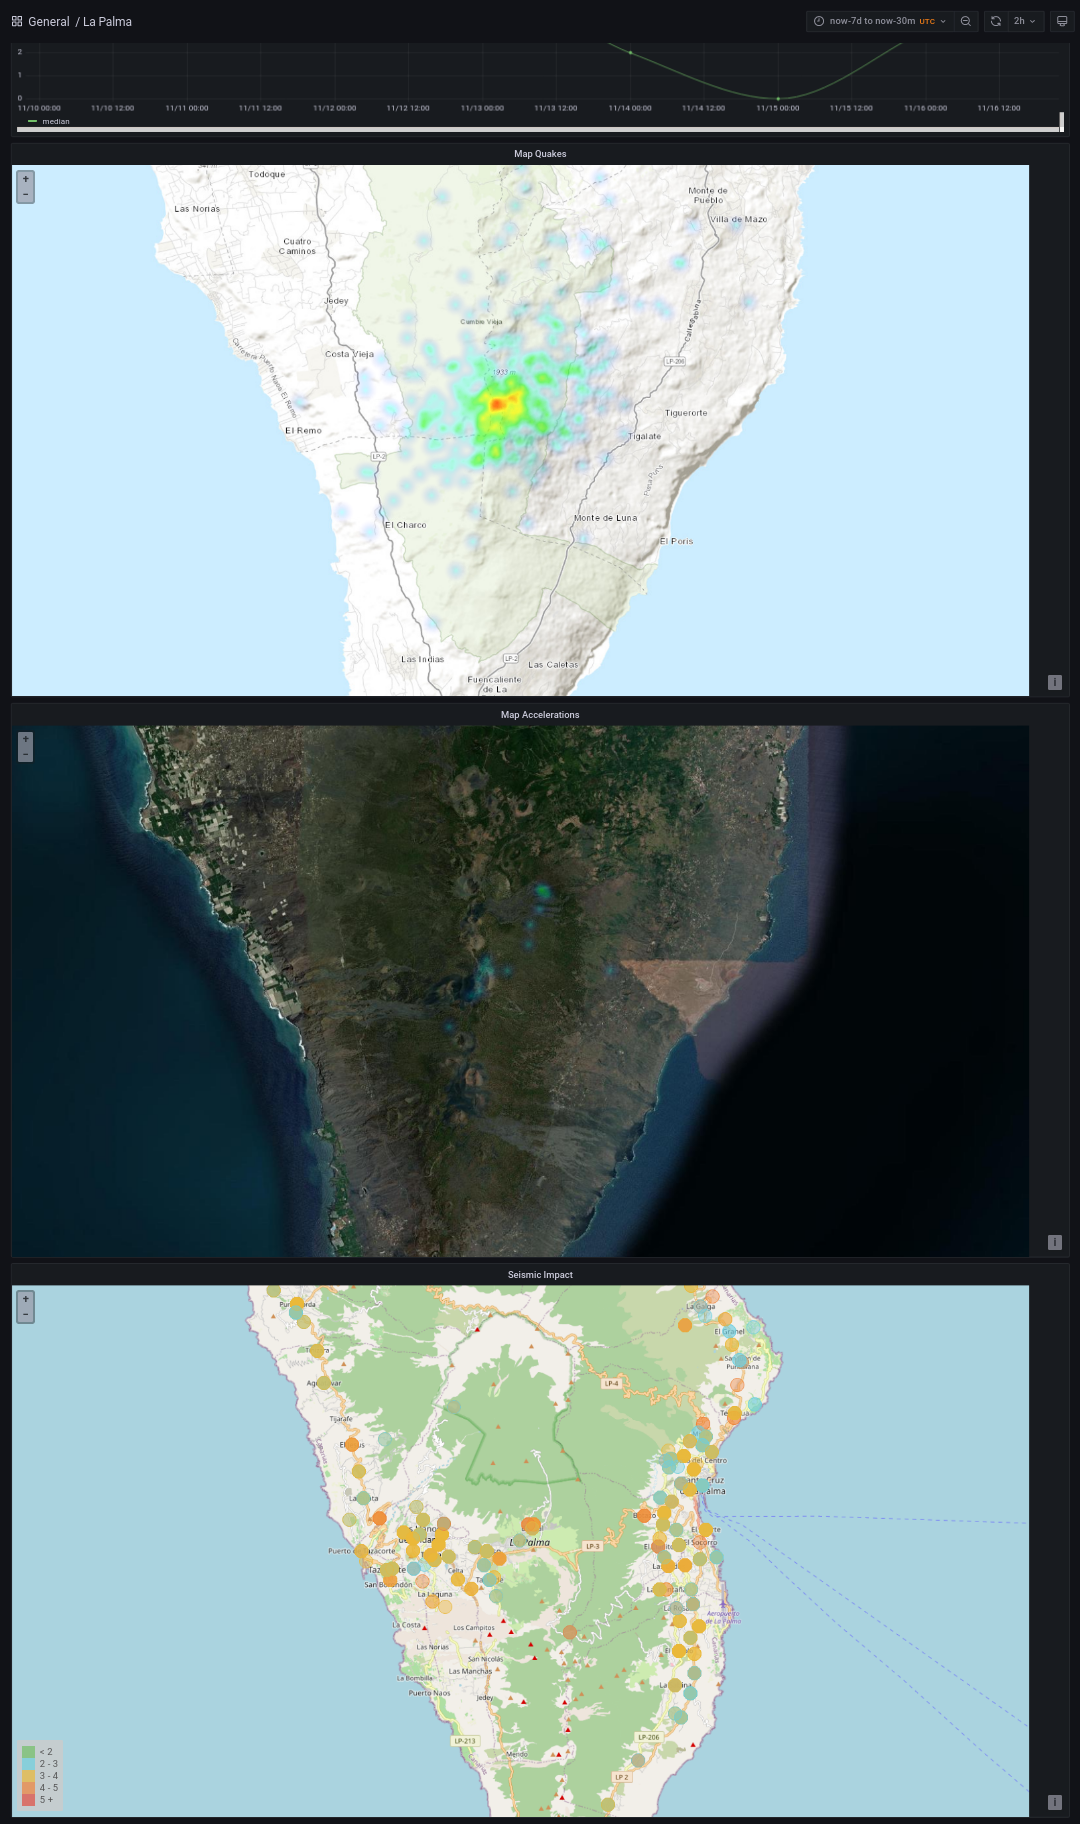 General / La Palma
now-7d to now-30m UTC
2h
2
1
0
11/10 00:00 11/10 12:00 11/11 00:00 11/11 12:00 11/12 00:00 11/12 12:00 11/13 00:00 11/13 12:00 11/14 00:00 11/14 12:00 11/15 00:00 11/15 12:00 11/16 00:00 11/16 12:00
median
Map Quakes
+
-
Todoque
Las Norias
Cuatro
Caminos
Jedey
Costa Vieja
El Remo
LP-2
El Charco
Las Indias
LP-2
Fuencaliente
de La
Las Caletas
1933 m
Monte de
Pueblo
Villa de Mazo
LP-206
Tiguerorte
Tigalate
Monte de Luna
El Poris
i
Map Accelerations
+
-
i
Seismic Impact
+
-
La Galga
El Granel
LP-4
Tijarafe
LP-3
La Palma
Puerto
San Borondón
La Laguna
Celta
El Socorro
Aeropuerto
de La Palma
La Costa
Los Campitos
Las Norias
San Nicolás
La Bombilla
Las Manchas
Puerto Naos
Jedey
LP-213
Mendo
LP-206
LP 2
< 2
2 - 3
3 - 4
4 - 5
5 +
i